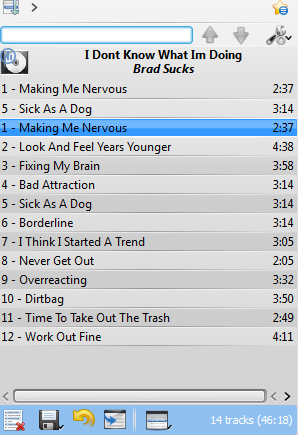 I Dont Know What Im Doing
Brad Sucks
1 - Making Me Nervous 2:37
5 - Sick As A Dog 3:14
1 - Making Me Nervous 2:37
2 - Look And Feel Years Younger 4:38
3 - Fixing My Brain 3:58
4 - Bad Attraction 3:14
5 - Sick As A Dog 3:14
6 - Borderline 3:14
7 - I Think I Started A Trend 3:05
8 - Never Get Out 2:05
9 - Overreacting 3:32
10 - Dirtbag 3:50
11 - Time To Take Out The Trash 2:49
12 - Work Out Fine 4:11
14 tracks (46:18)